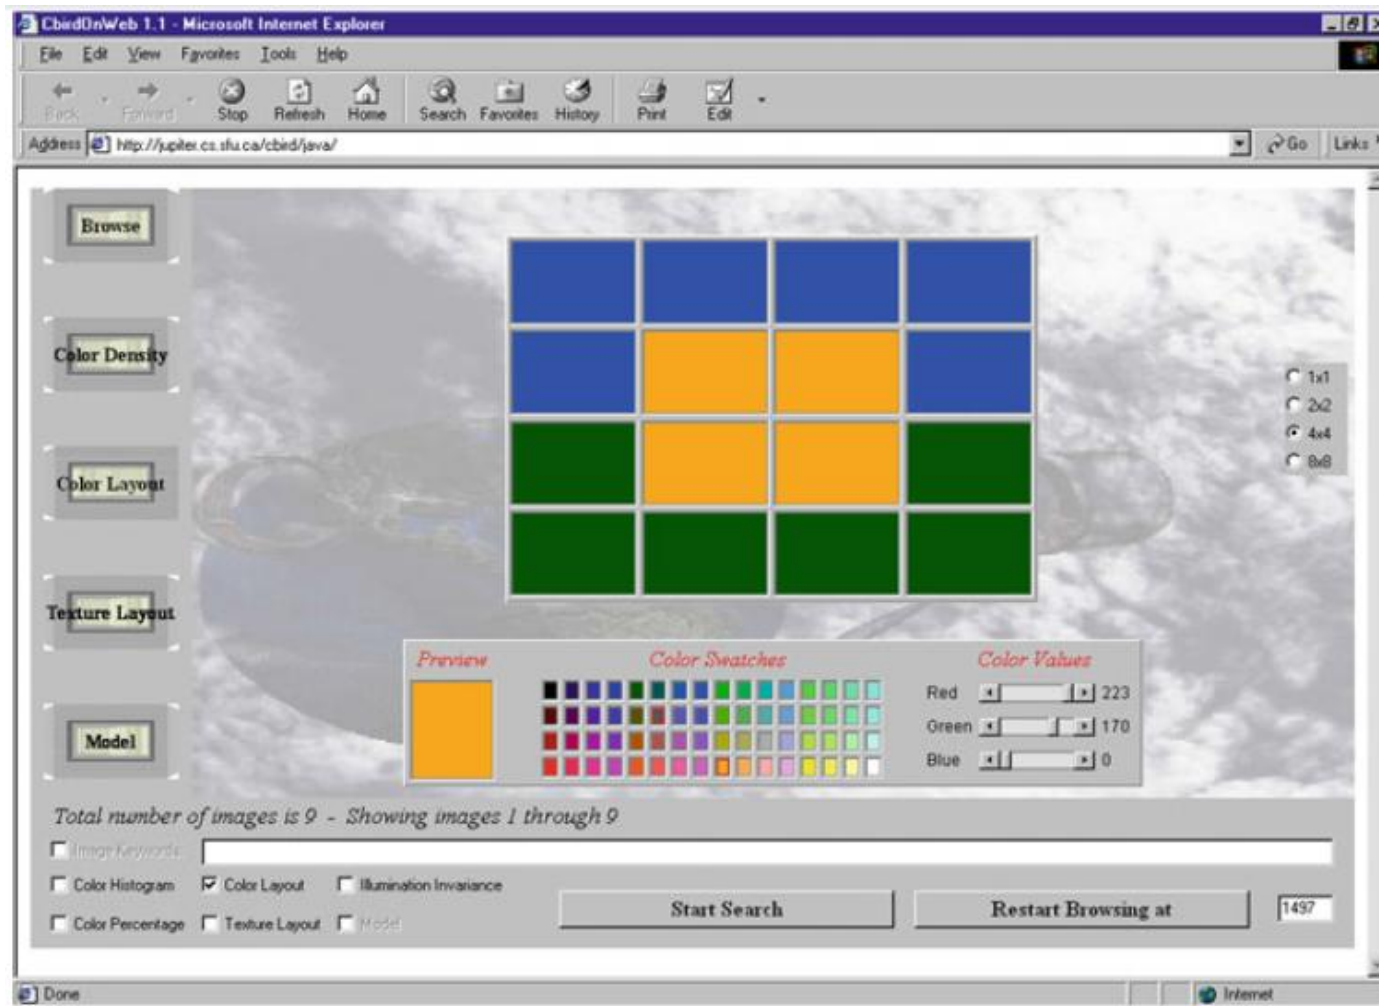 CbirdOnWeb 1.1 - Microsoft Internet Explorer
File Edit View Favorites Tools Help
Back Forward Stop Refresh Home Search Favorites History Print Edit
Address http://jupiter.cs.sfu.ca/cbird/java/ Go Links
Browse
Color Density
Color Layout
Texture Layout
Model
1x1
2x2
4x4
8x8
Preview Color Swatches Color Values
Red 223
Green 170
Blue 0
Total number of images is 9 - Showing images 1 through 9
Image Keywords
Color Histogram Color Layout Illumination Invariance
Color Percentage Texture Layout Model
Start Search Restart Browsing at 1497
Done Internet